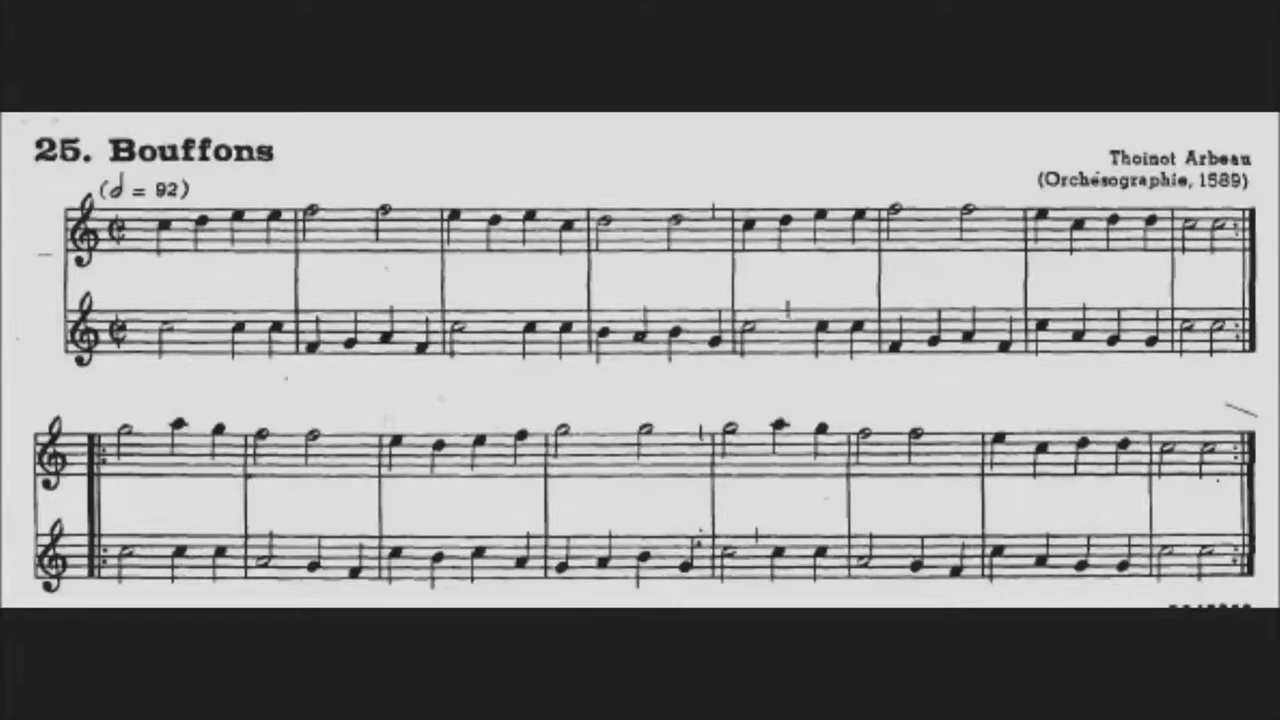 25. Bouffons
Thoinot Arbeau
(𝅗𝅥 = 92)
(Orchésographie, 1589)